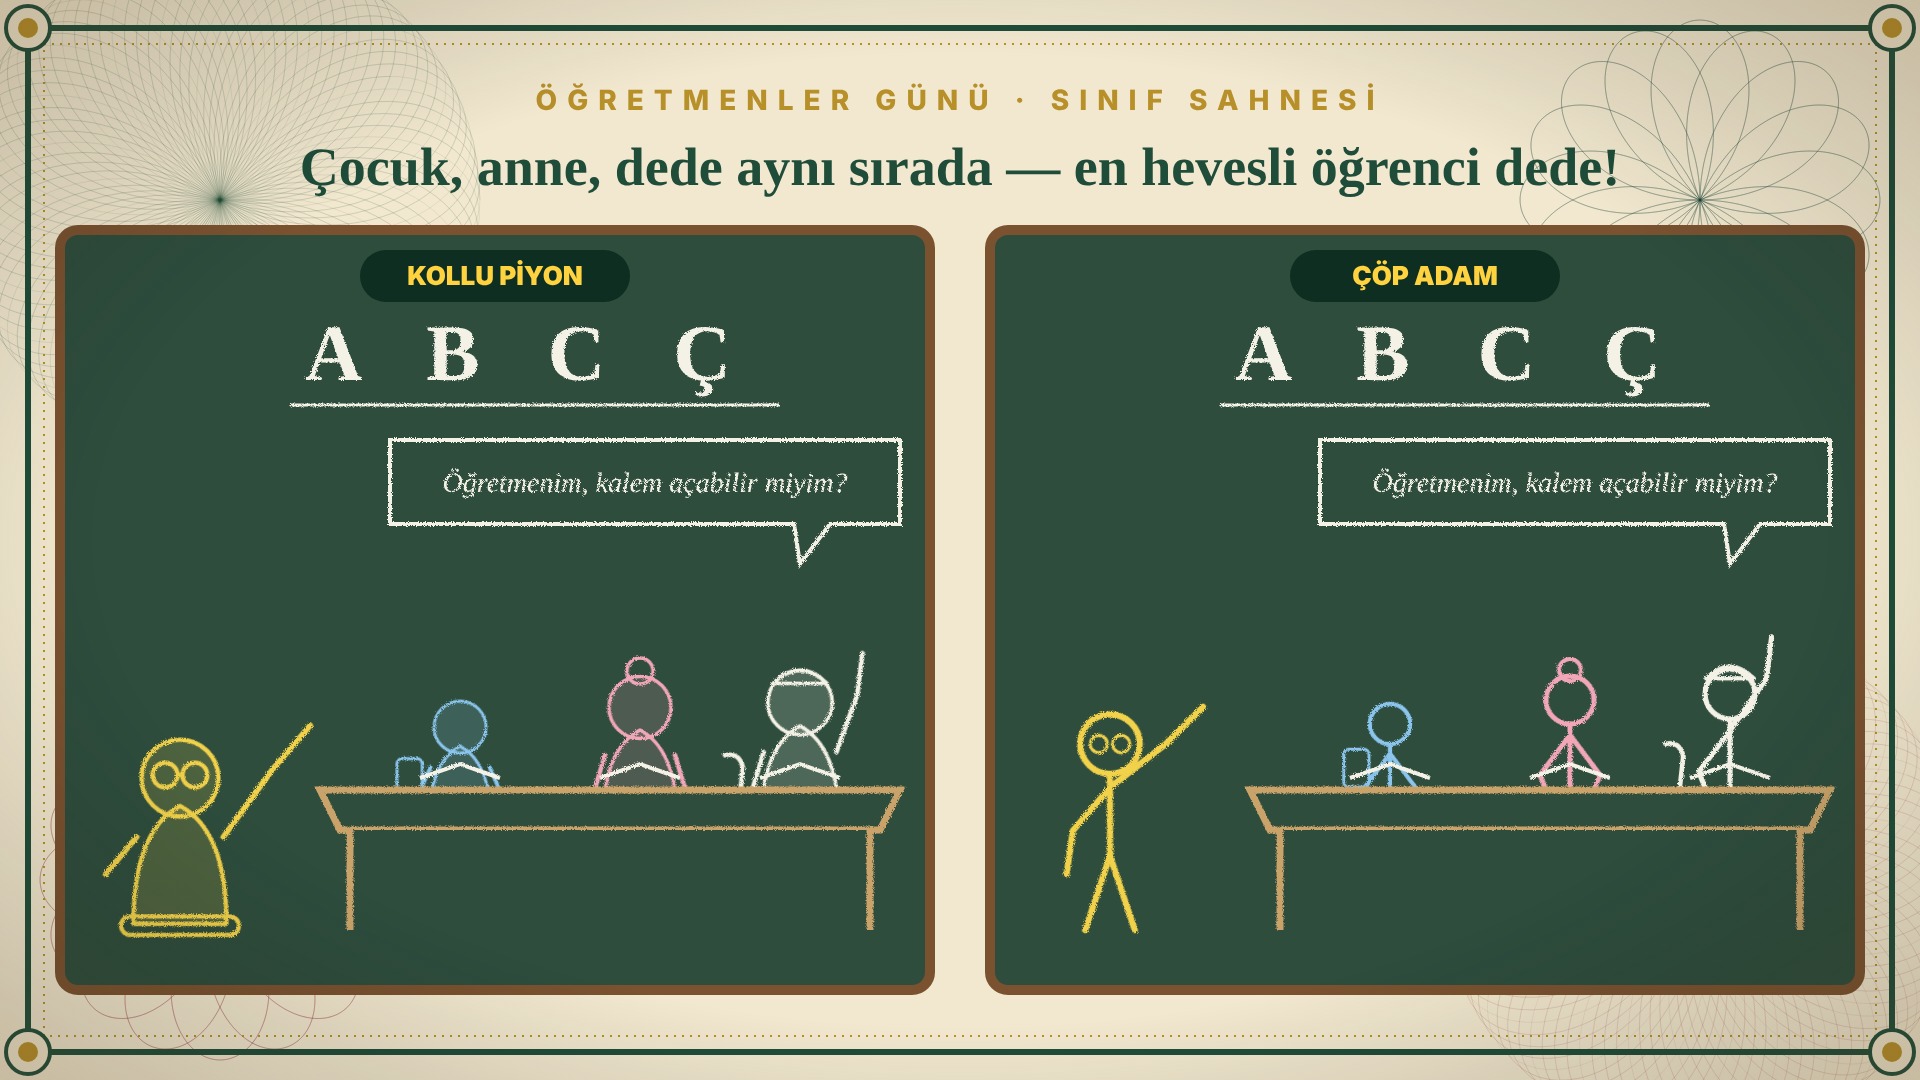 ÖĞRETMENLER GÜNÜ · SINIF SAHNESİ
Çocuk, anne, dede aynı sırada — en hevesli öğrenci dede!
KOLLU PİYON
A B C Ç
Öğretmenim, kalem açabilir miyim?
ÇÖP ADAM
A B C Ç
Öğretmenim, kalem açabilir miyim?